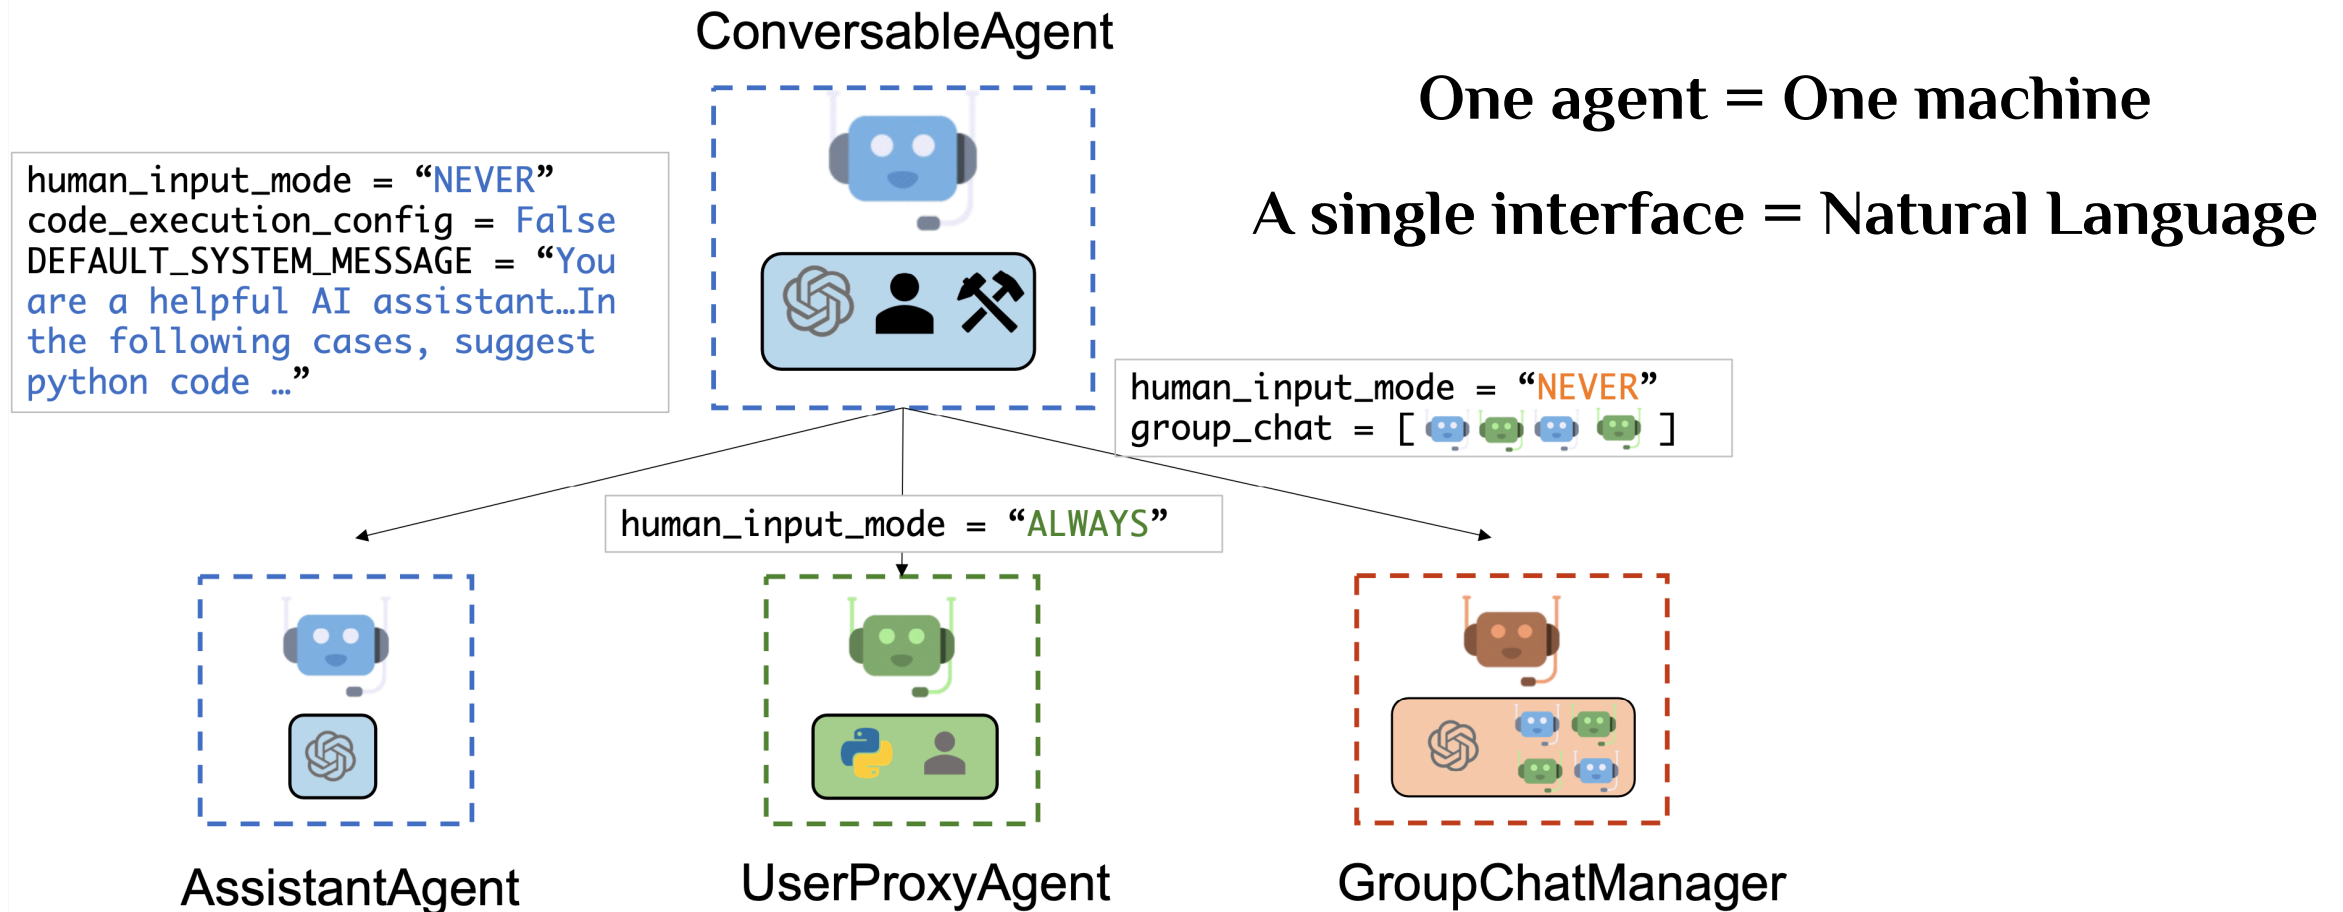 ConversableAgent
One agent = One machine
A single interface = Natural Language
human_input_mode = “NEVER”
code_execution_config = False
DEFAULT_SYSTEM_MESSAGE = “You
are a helpful AI assistant…In
the following cases, suggest
python code …”
human_input_mode = “NEVER”
group_chat = [ ]
human_input_mode = “ALWAYS”
AssistantAgent
UserProxyAgent
GroupChatManager